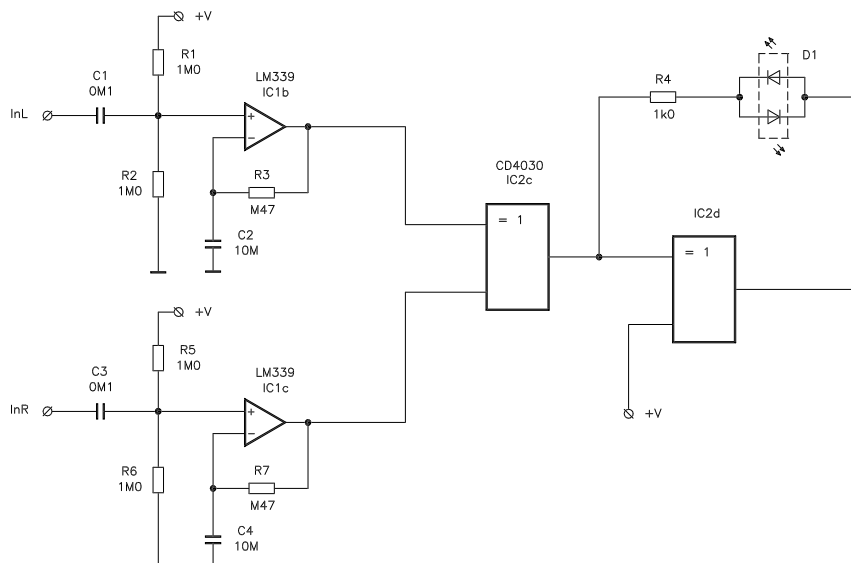 +V
R1
1M0
C1
0M1
LM339
IC1b
InL
+
−
R2
1M0
R3
M47
C2
10M
R4
1k0
D1
CD4030
IC2c
= 1
IC2d
= 1
+V
+V
R5
1M0
C3
0M1
LM339
IC1c
InR
+
−
R6
1M0
R7
M47
C4
10M